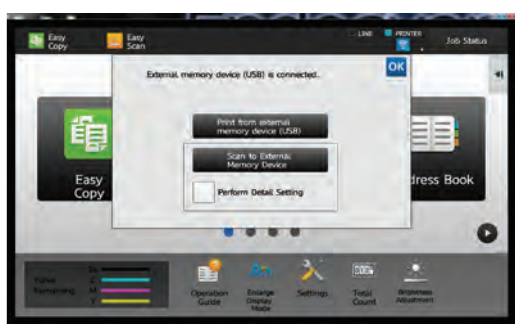 Easy
Copy
Easy
Scan
LINE
PRINTER
Job Status
External memory device (USB) is connected.
OK
Print from external
memory device (USB)
Scan to External
Memory Device
Perform Detail Setting
Easy
Copy
dress Book
Toner
Remaining
Bk
C
M
Y
Operation
Guide
Enlarge
Display
Mode
Settings
Total
Count
Brightness
Adjustment